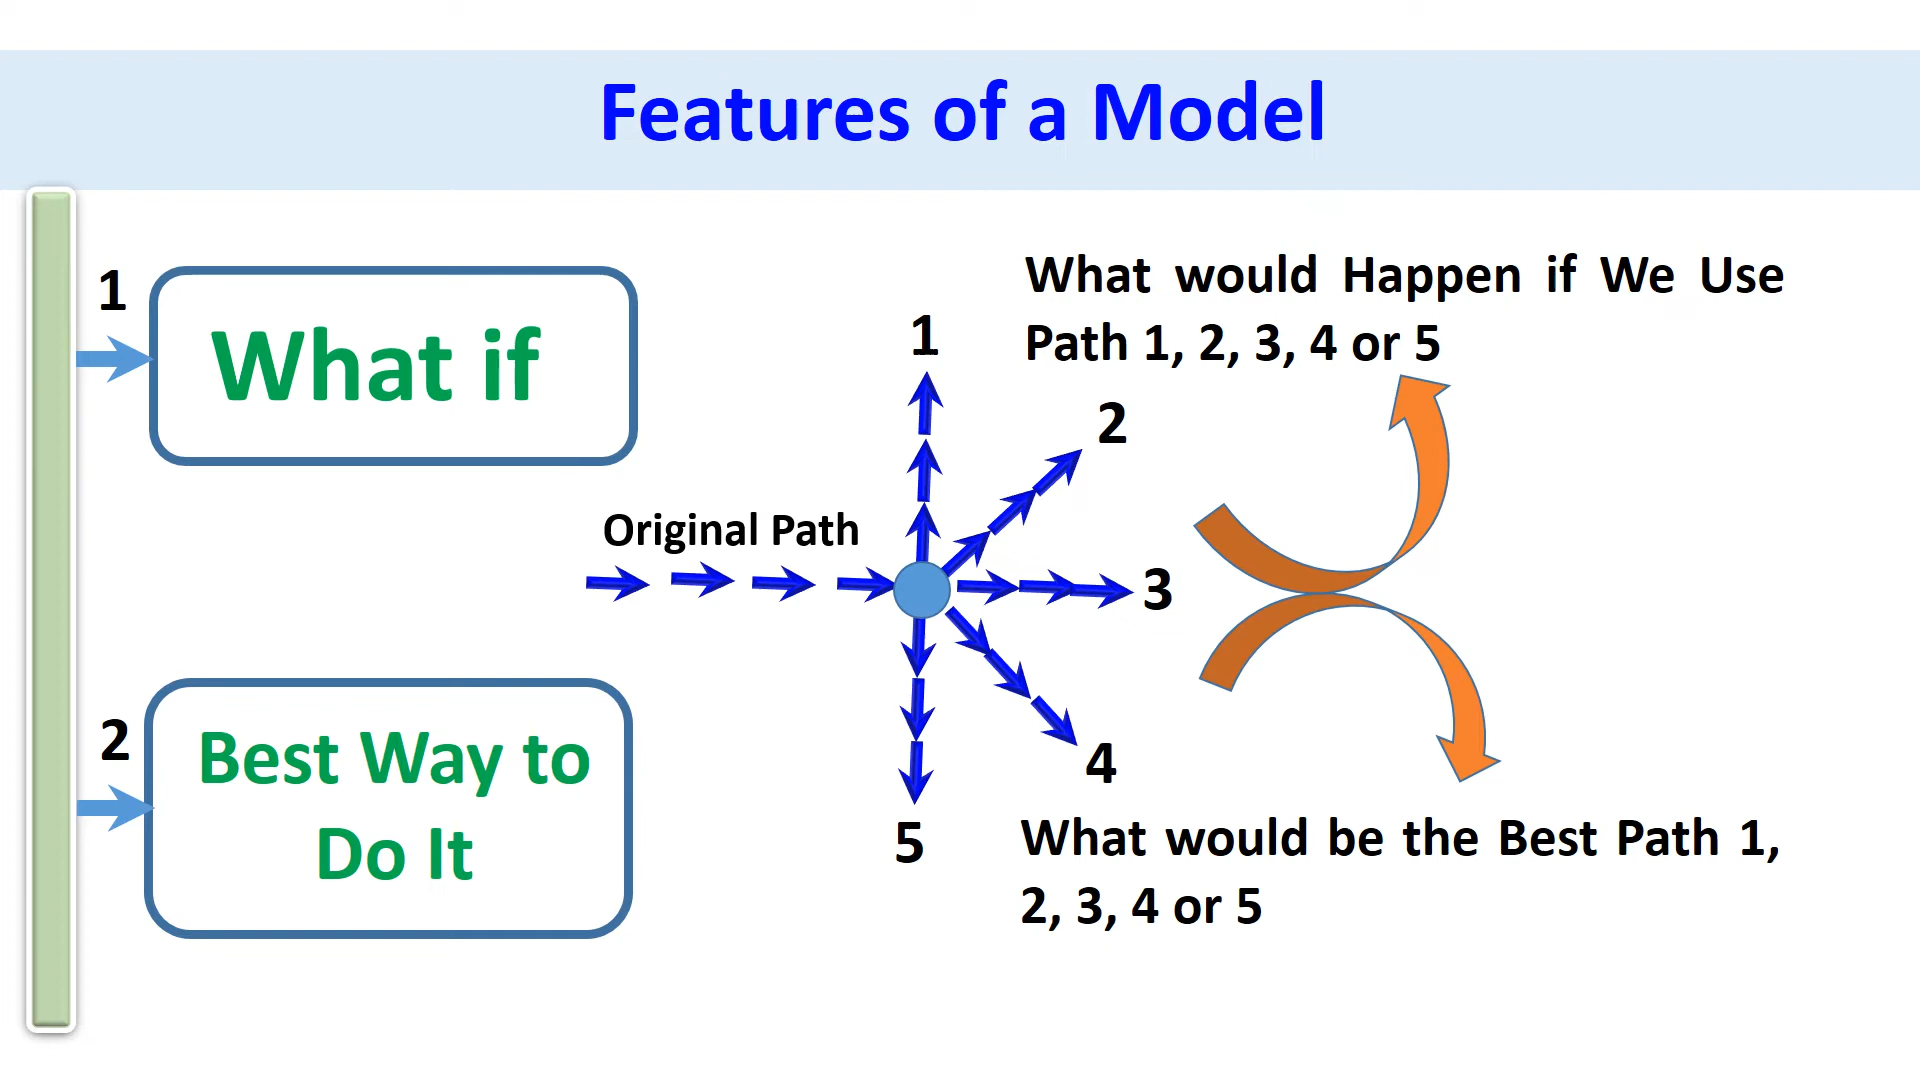 Features of a Model
1
What if
2
Best Way to
Do It
Original Path
1
2
3
4
5
What would Happen if We Use
Path 1, 2, 3, 4 or 5
What would be the Best Path 1,
2, 3, 4 or 5